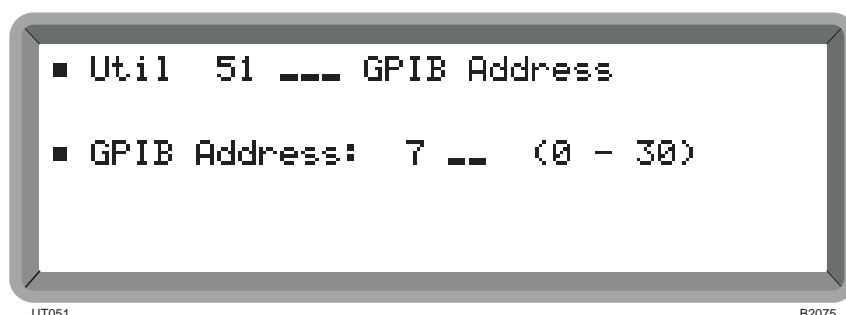 ■ Util 51 ___ GPIB Address
■ GPIB Address: 7 __ (0 - 30)
UT051 B2075